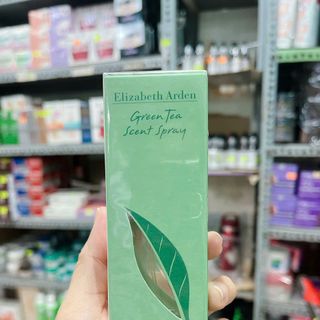 Elizabeth Arden
Green Tea
Scent Spray